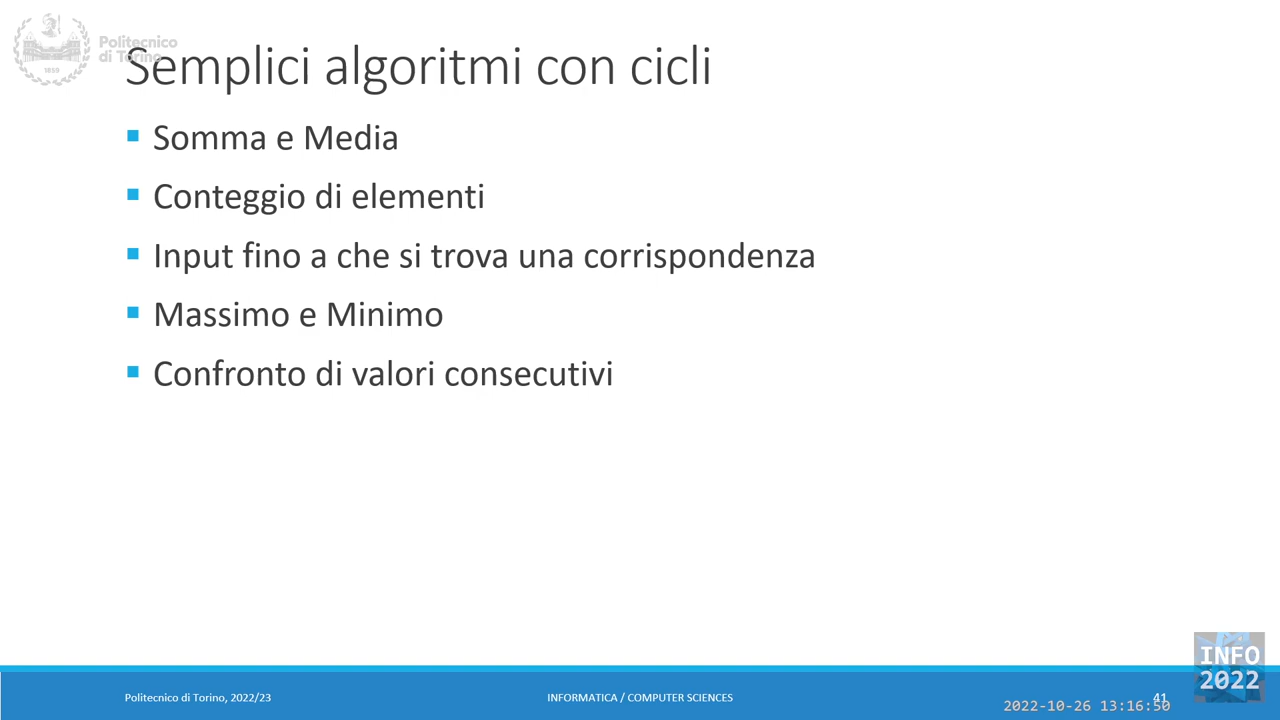 Politecnico
di Torino
1859
Semplici algoritmi con cicli
Somma e Media
Conteggio di elementi
Input fino a che si trova una corrispondenza
Massimo e Minimo
Confronto di valori consecutivi
Politecnico di Torino, 2022/23
INFORMATICA / COMPUTER SCIENCES
41
2022-10-26 13:16:50
INFO
2022